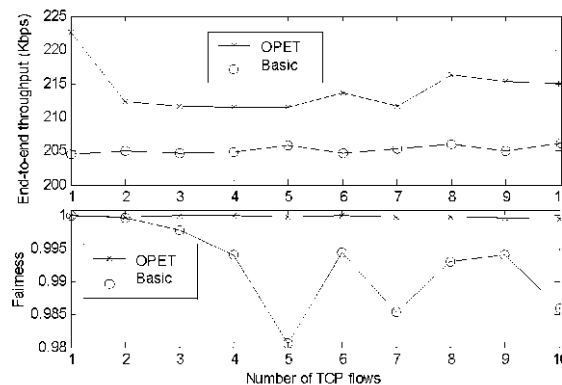 End-to-end throughput (Kbps)
225
220
215
210
205
200
OPET
Basic
1 2 3 4 5 6 7 8 9 1
Fairness
1
0.995
0.99
0.985
0.98
OPET
Basic
1 2 3 4 5 6 7 8 9 10
Number of TCP flows